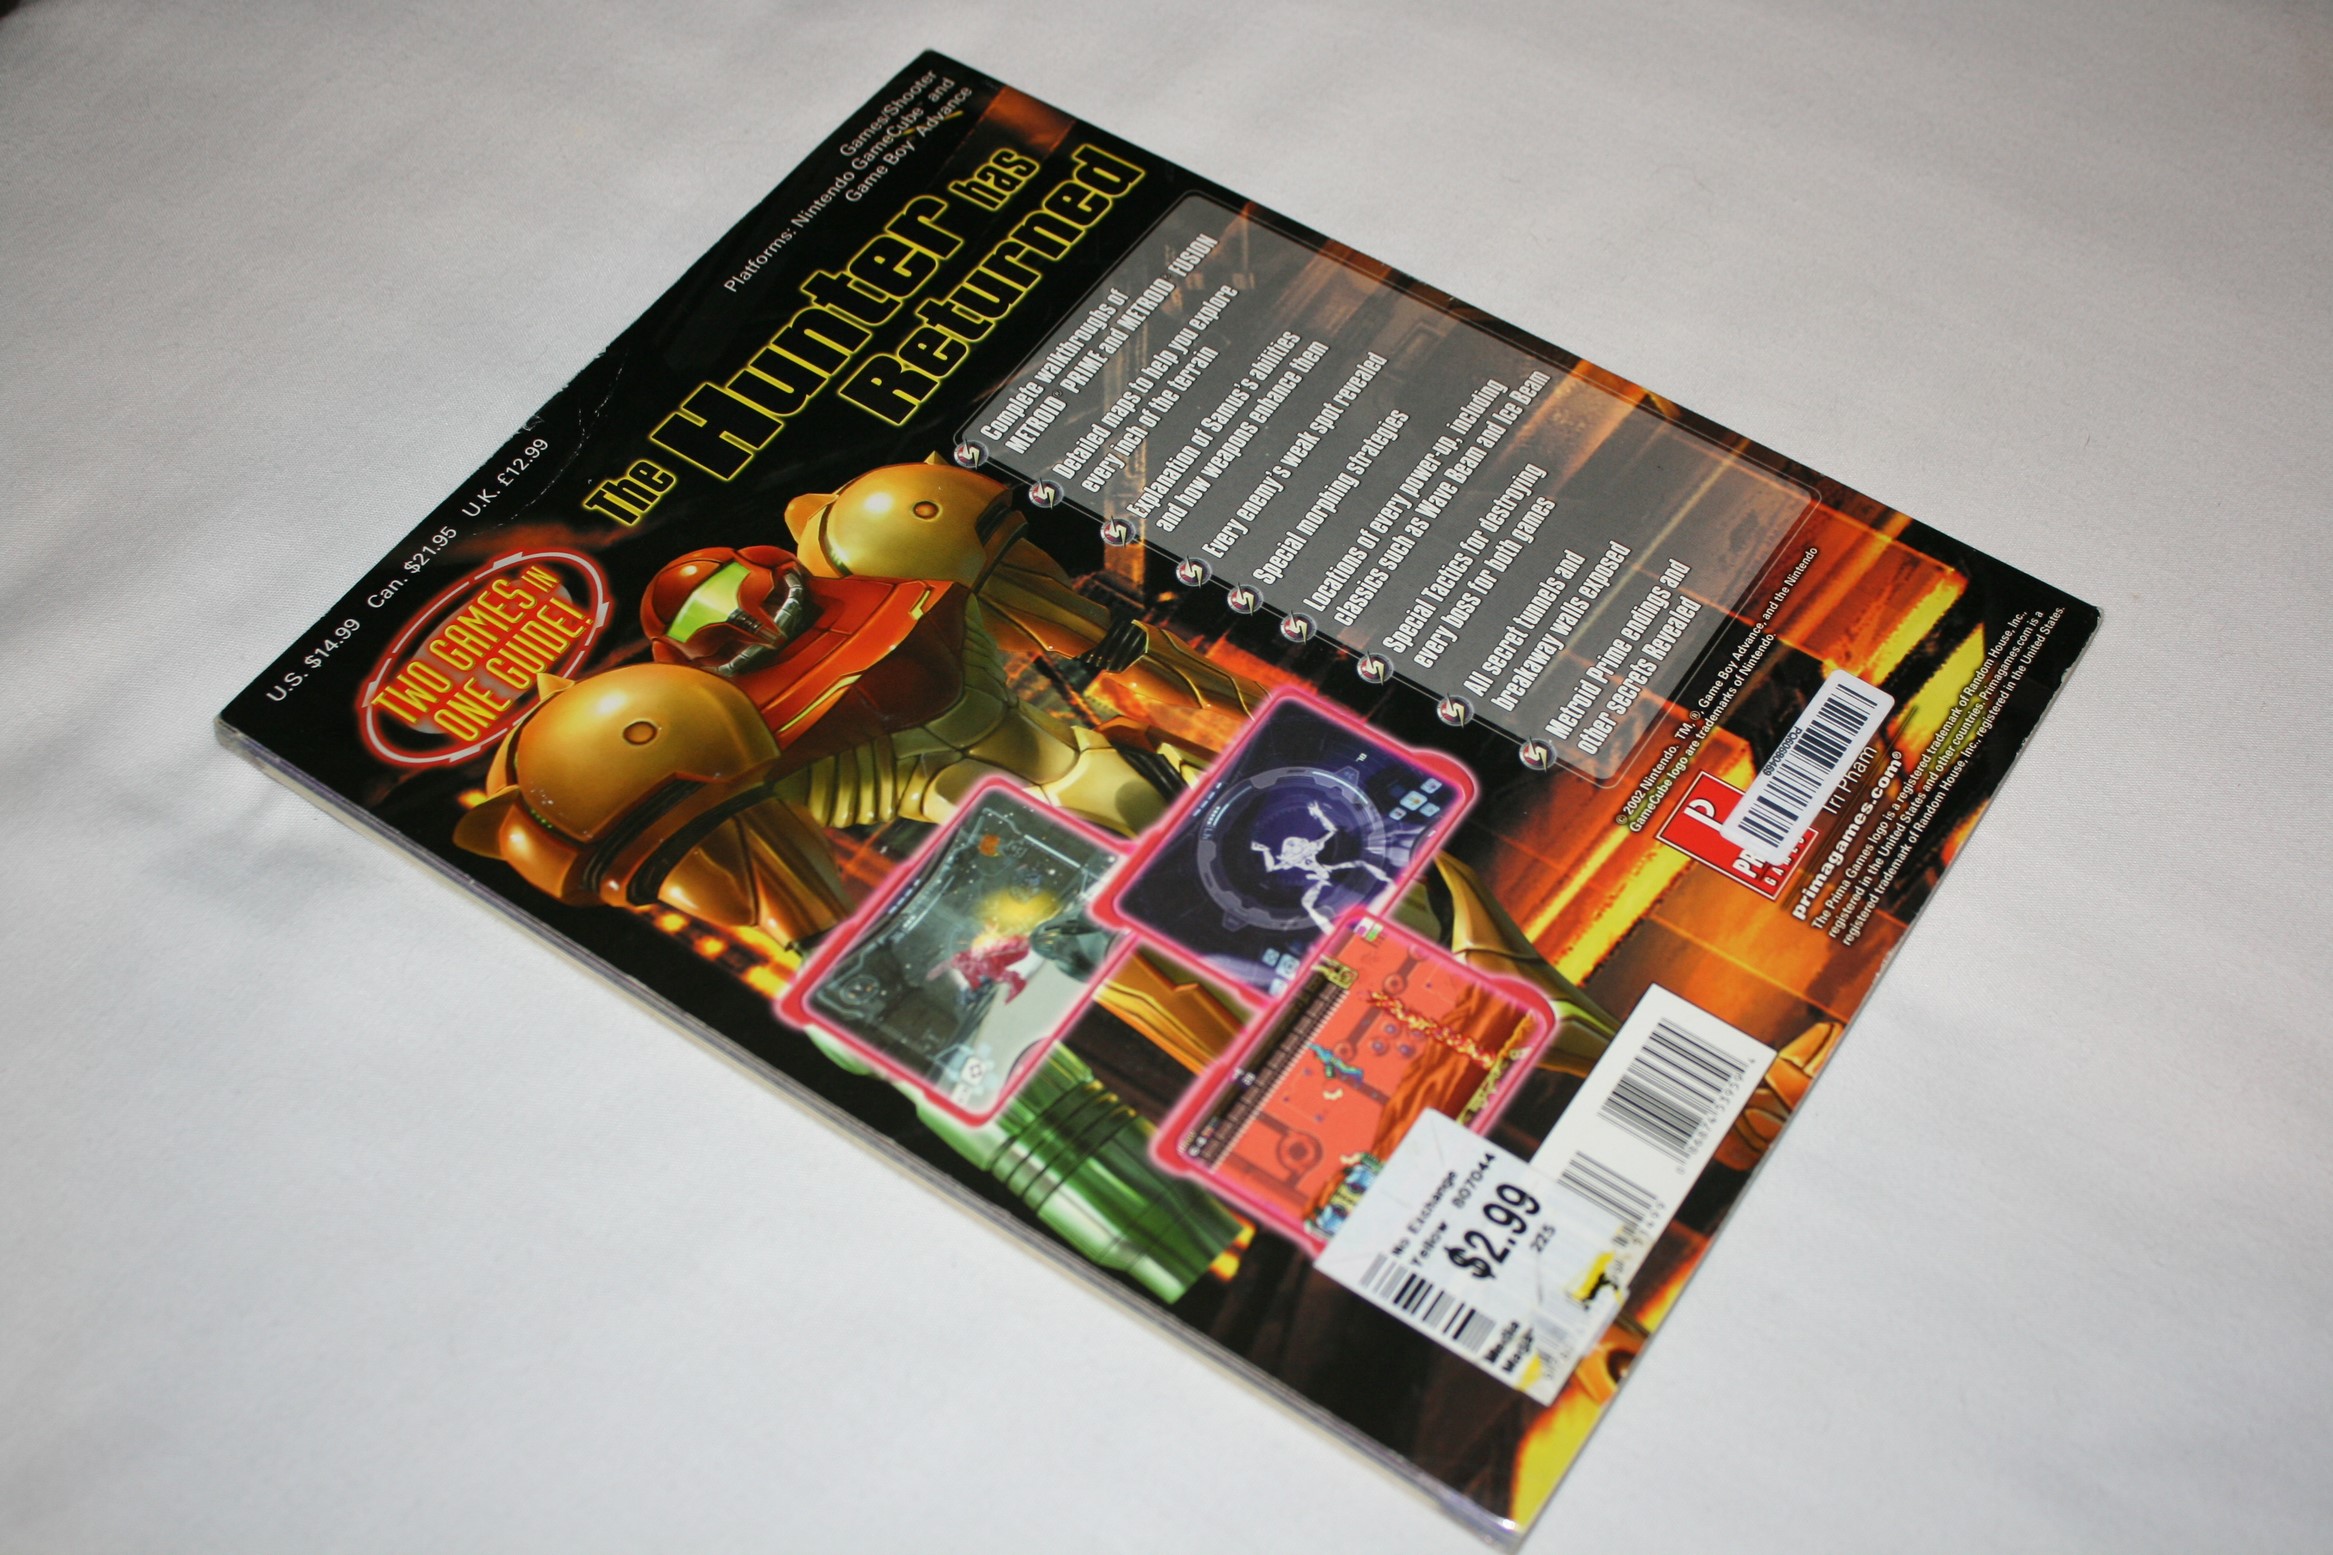 Games/Shooter
Platforms: Nintendo GameCube™ and
Game Boy® Advance
U.S. $14.99 Can. $21.95 U.K. £12.99
The Hunter has
Returned
TWO GAMES IN
ONE GUIDE!
Complete walkthroughs of
METROID® PRIME and METROID® FUSION
Detailed maps to help you explore
every inch of the terrain
Explanation of Samus's abilities
and how weapons enhance them
Every enemy's weak spot revealed
Special morphing strategies
Locations of every power-up, including
classics such as Wave Beam and Ice Beam
Special Tactics for destroying
every boss for both games
All secret tunnels and
breakaway walls exposed
Metroid Prime endings and
other secrets Revealed
© 2002 Nintendo. TM, ®, Game Boy Advance, and the Nintendo
GameCube logo are trademarks of Nintendo.
Tri Pham
primagames.com®
The Prima Games logo is a registered trademark of Random House, Inc.,
registered in the United States and other countries. Primagames.com is a
registered trademark of Random House, Inc., registered in the United States.
No Exchange
Yellow 807044
$2.99
225